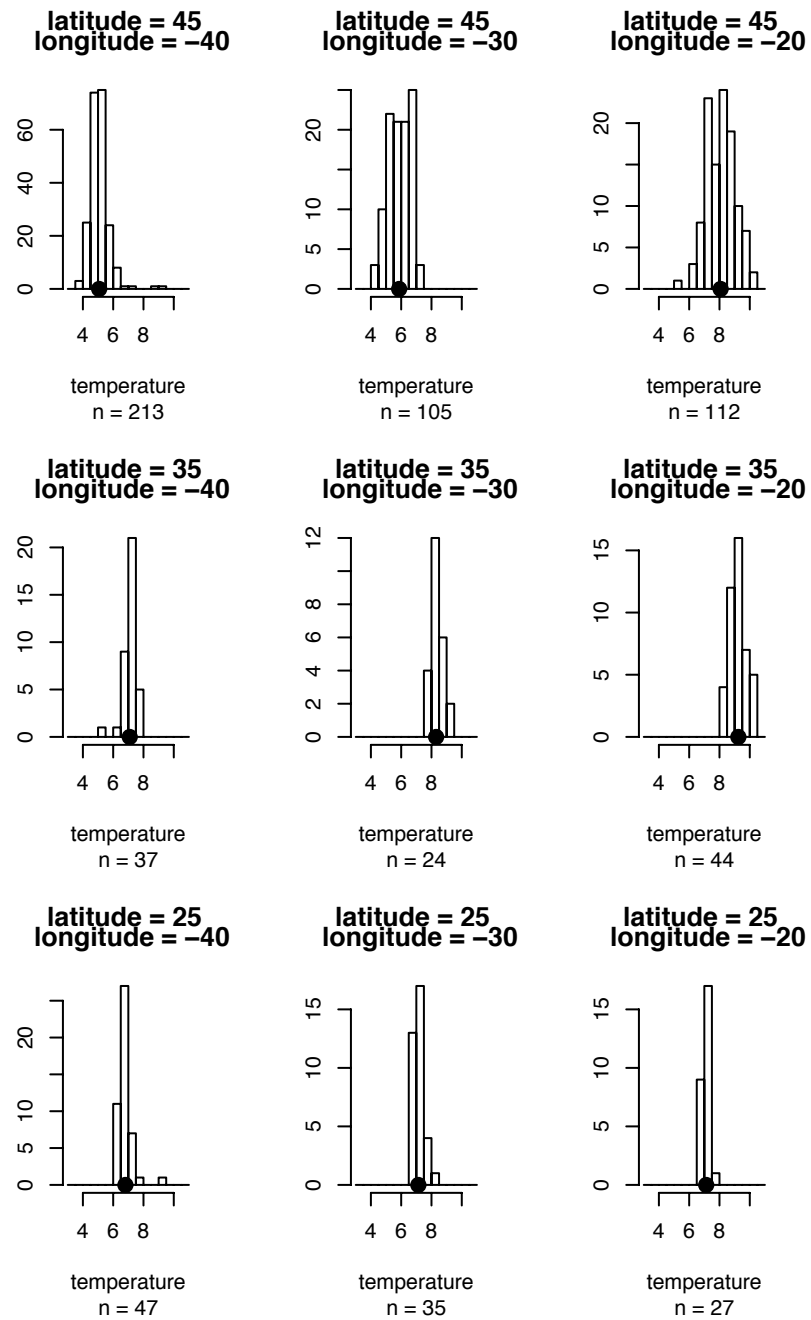 latitude = 45
longitude = −40
60
40
20
0
4 6 8
temperature
n = 213
latitude = 45
longitude = −30
20
10
5
0
4 6 8
temperature
n = 105
latitude = 45
longitude = −20
20
10
5
0
4 6 8
temperature
n = 112
latitude = 35
longitude = −40
20
15
10
5
0
4 6 8
temperature
n = 37
latitude = 35
longitude = −30
12
8
6
4
2
0
4 6 8
temperature
n = 24
latitude = 35
longitude = −20
15
10
5
0
4 6 8
temperature
n = 44
latitude = 25
longitude = −40
20
10
5
0
4 6 8
temperature
n = 47
latitude = 25
longitude = −30
15
10
5
0
4 6 8
temperature
n = 35
latitude = 25
longitude = −20
15
10
5
0
4 6 8
temperature
n = 27